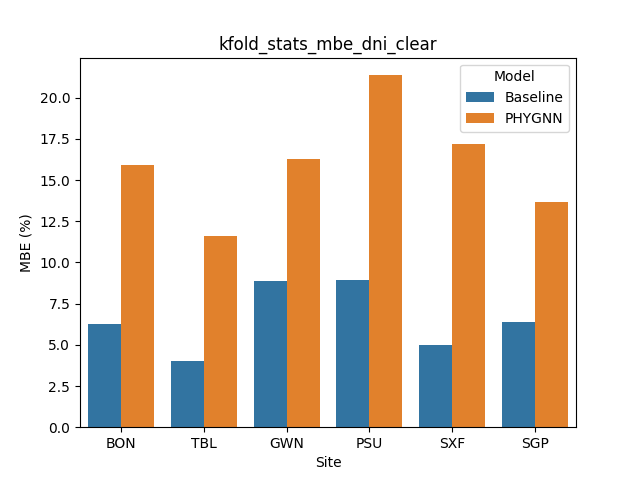 kfold_stats_mbe_dni_clear
Model
Baseline
PHYGNN
MBE (%)
20.0
17.5
15.0
12.5
10.0
7.5
5.0
2.5
0.0
BON TBL GWN PSU SXF SGP
Site